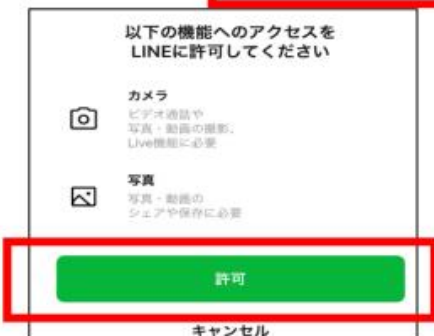 以下の機能へのアクセスを
LINEに許可してください
カメラ
ビデオ通話や
写真・動画の撮影、
Live機能に必要
写真
写真・動画の
シェアや保存に必要
許可
キャンセル